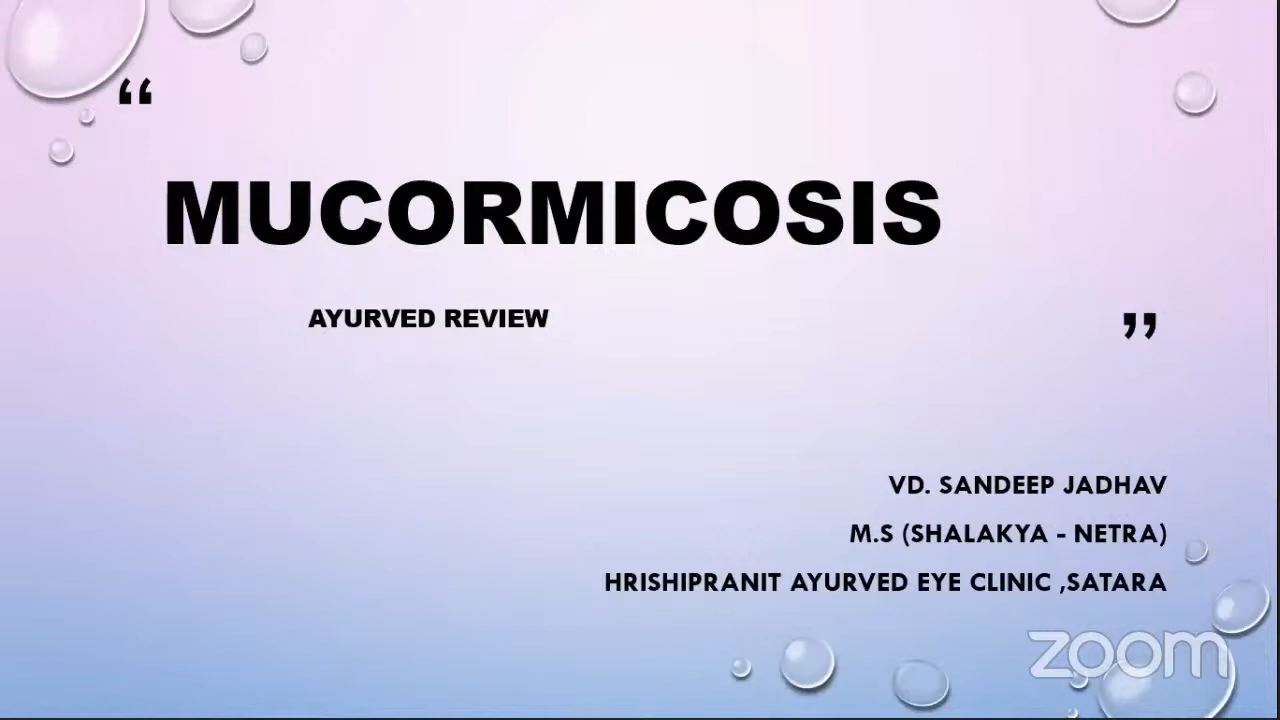 “
MUCORMICOSIS
AYURVED REVIEW
”
VD. SANDEEP JADHAV
M.S (SHALAKYA - NETRA)
HRISHIPRANIT AYURVED EYE CLINIC ,SATARA
zoom